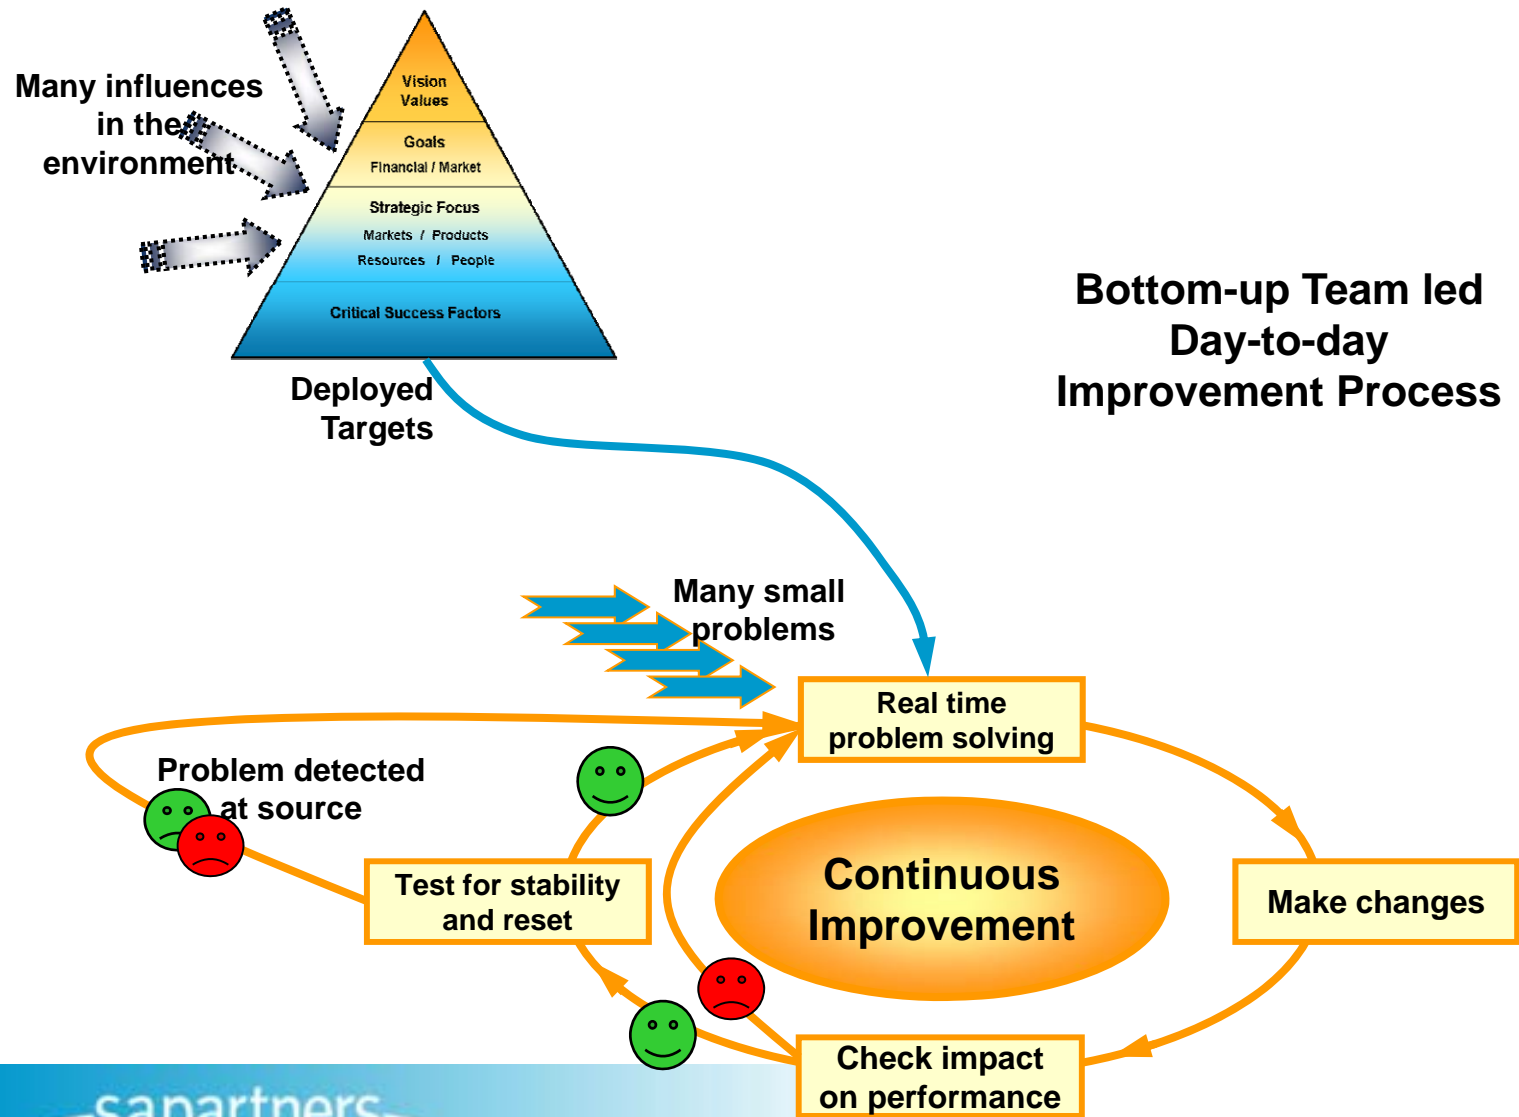 Many influences
in the
environment
Vision
Values
Goals
Financial / Market
Strategic Focus
Markets / Products
Resources / People
Critical Success Factors
Deployed
Targets
Bottom-up Team led
Day-to-day
Improvement Process
Many small
problems
Real time
problem solving
Problem detected
at source
Test for stability
and reset
Continuous
Improvement
Make changes
Check impact
on performance
sapartners